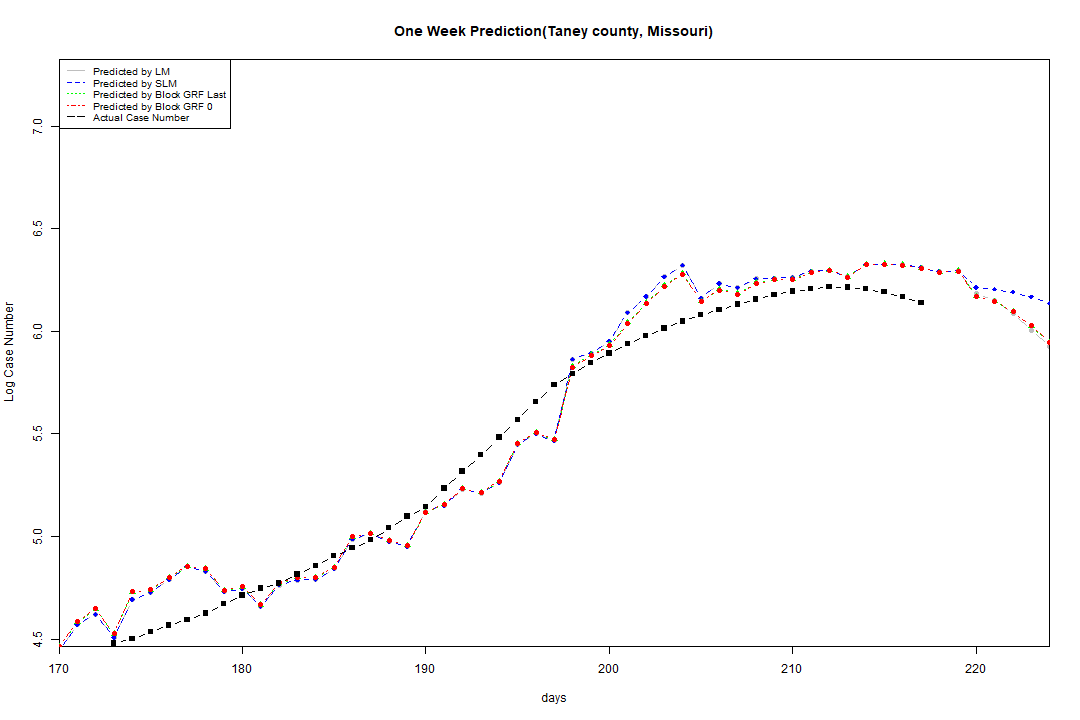 One Week Prediction(Taney county, Missouri)
Predicted by LM
Predicted by SLM
Predicted by Block GRF Last
Predicted by Block GRF 0
Actual Case Number
7.0
6.5
6.0
5.5
5.0
4.5
Log Case Number
170 180 190 200 210 220
days